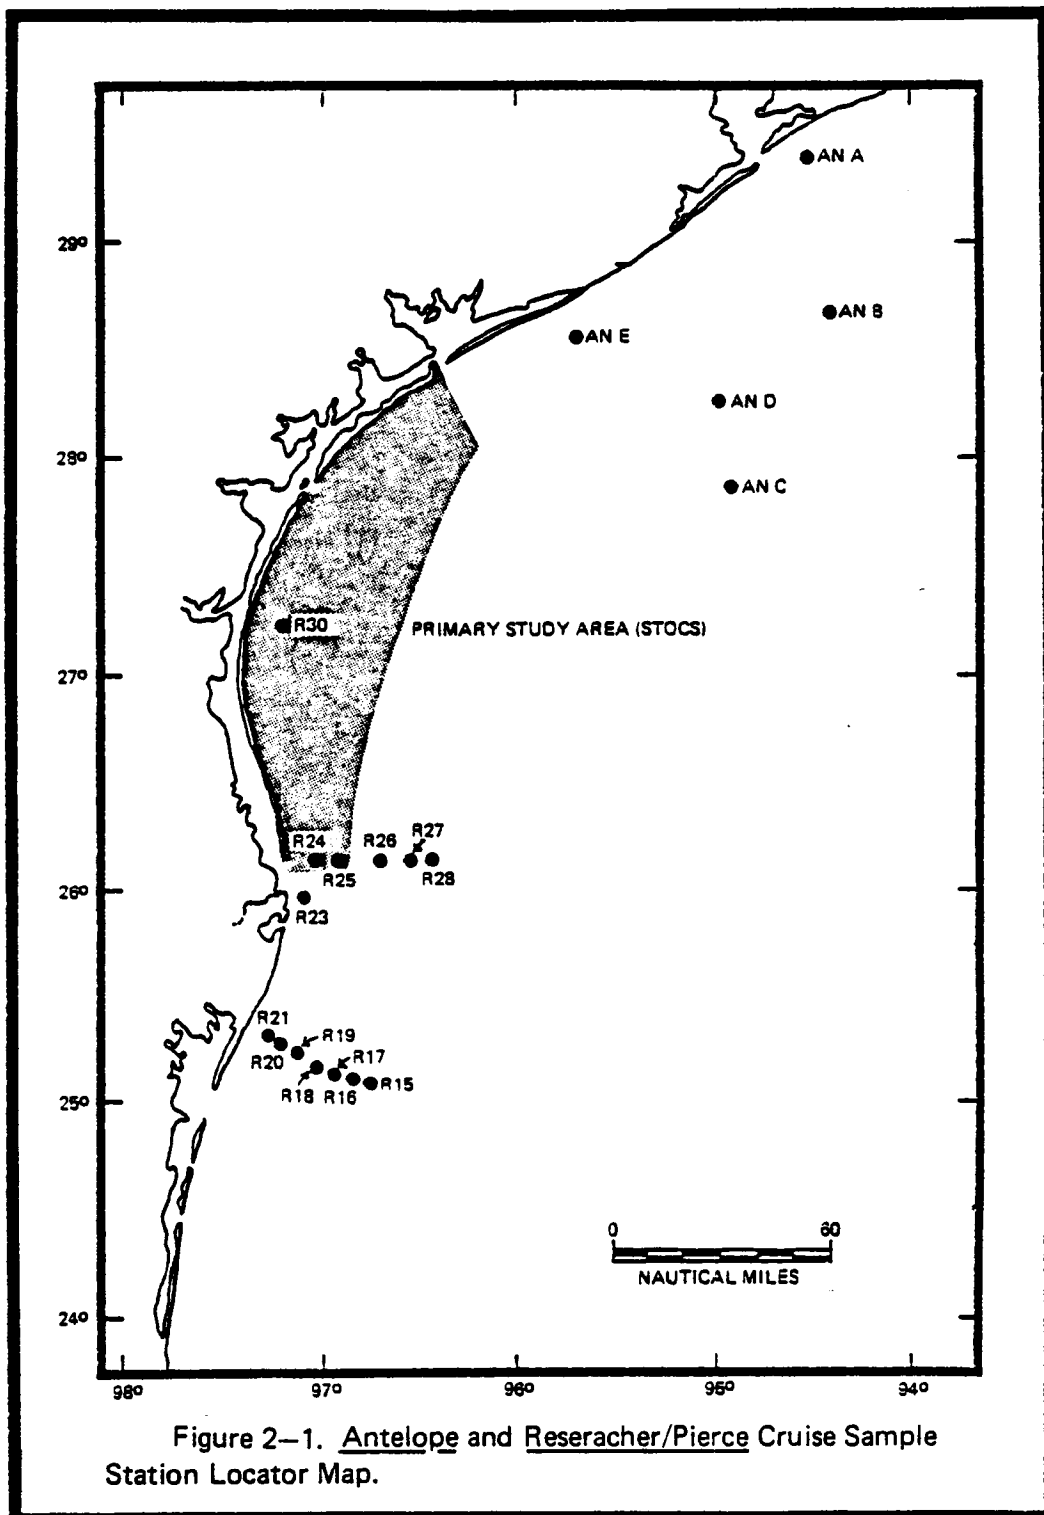 AN A
29°
AN B
AN E
AN D
28°
AN C
R30
PRIMARY STUDY AREA (STOCS)
27°
R24
R26
R27
R25
R28
26°
R23
R21
R19
R20
R17
R18
R16
R15
25°
0 60
NAUTICAL MILES
24°
98° 97° 96° 95° 94°
Figure 2–1. Antelope and Reseracher/Pierce Cruise Sample
Station Locator Map.